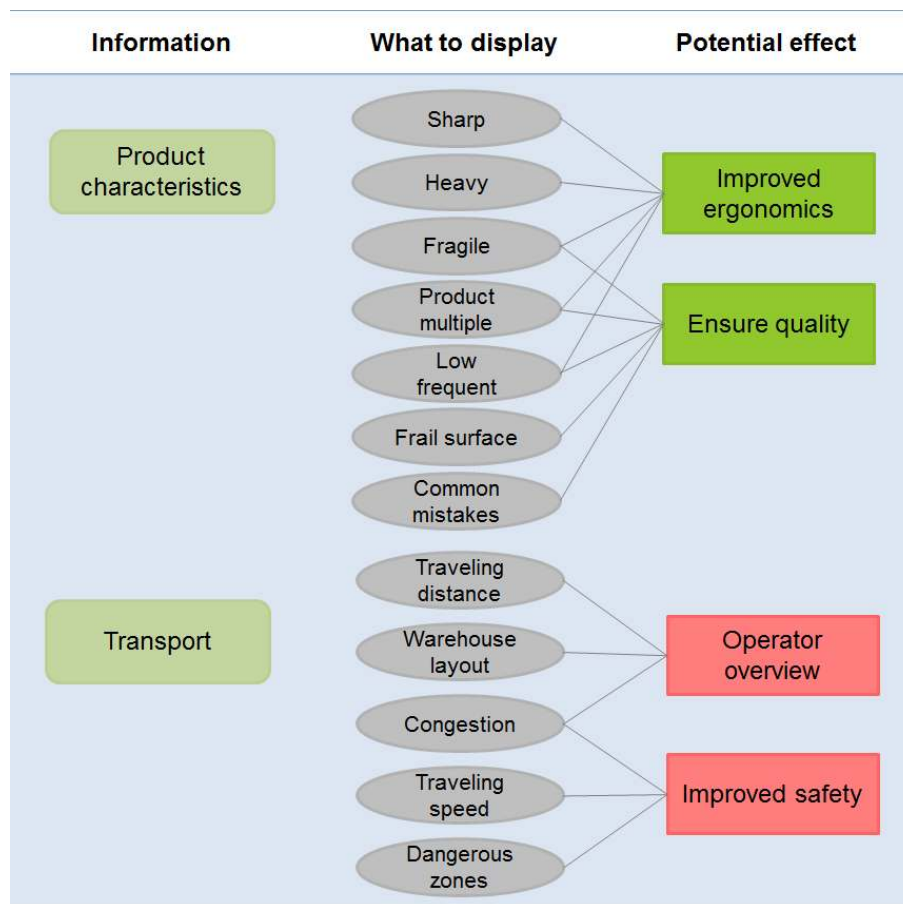 Information
What to display
Potential effect
Product
characteristics
Sharp
Heavy
Fragile
Product
multiple
Low
frequent
Frail surface
Common
mistakes
Improved
ergonomics
Ensure quality
Transport
Traveling
distance
Warehouse
layout
Congestion
Traveling
speed
Dangerous
zones
Operator
overview
Improved safety